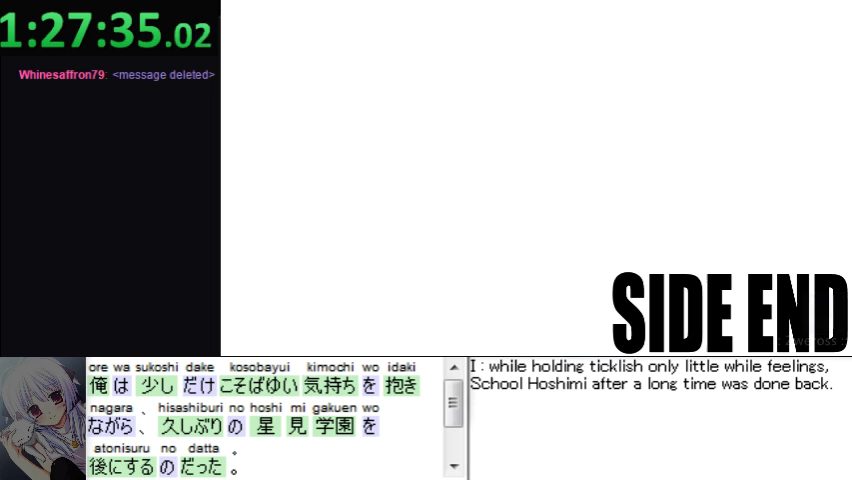 1:27:35.02
Whinesaffron79: <message deleted>
SIDE END
ore wa sukoshi dake kosobayui kimochi wo idaki
俺は少しだけこそばゆい気持ちを抱き
nagara 、 hisashiburi no hoshi mi gakuen wo
ながら、久しぶりの星見学園を
atonisuru no datta 。
後にするのだった。
I : while holding ticklish only little while feelings,
School Hoshimi after a long time was done back.